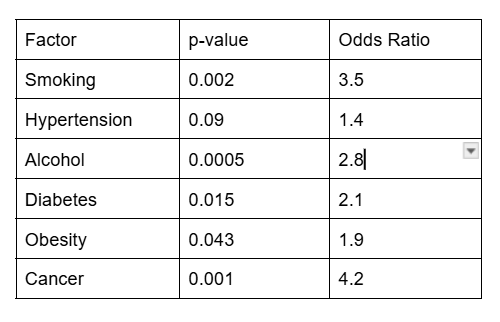 Factor p-value Odds Ratio
Smoking 0.002 3.5
Hypertension 0.09 1.4
Alcohol 0.0005 2.8
Diabetes 0.015 2.1
Obesity 0.043 1.9
Cancer 0.001 4.2